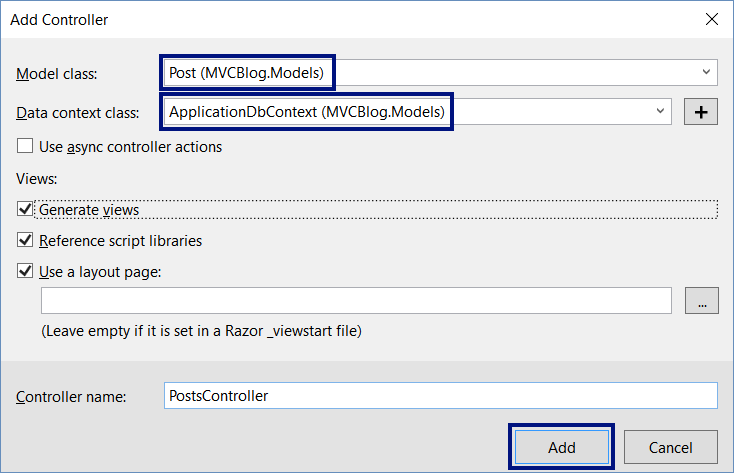 Add Controller
Model class: Post (MVCBlog.Models)
Data context class: ApplicationDbContext (MVCBlog.Models) +
Use async controller actions
Views:
Generate views
Reference script libraries
Use a layout page:
...
(Leave empty if it is set in a Razor _viewstart file)
Controller name: PostsController
Add Cancel